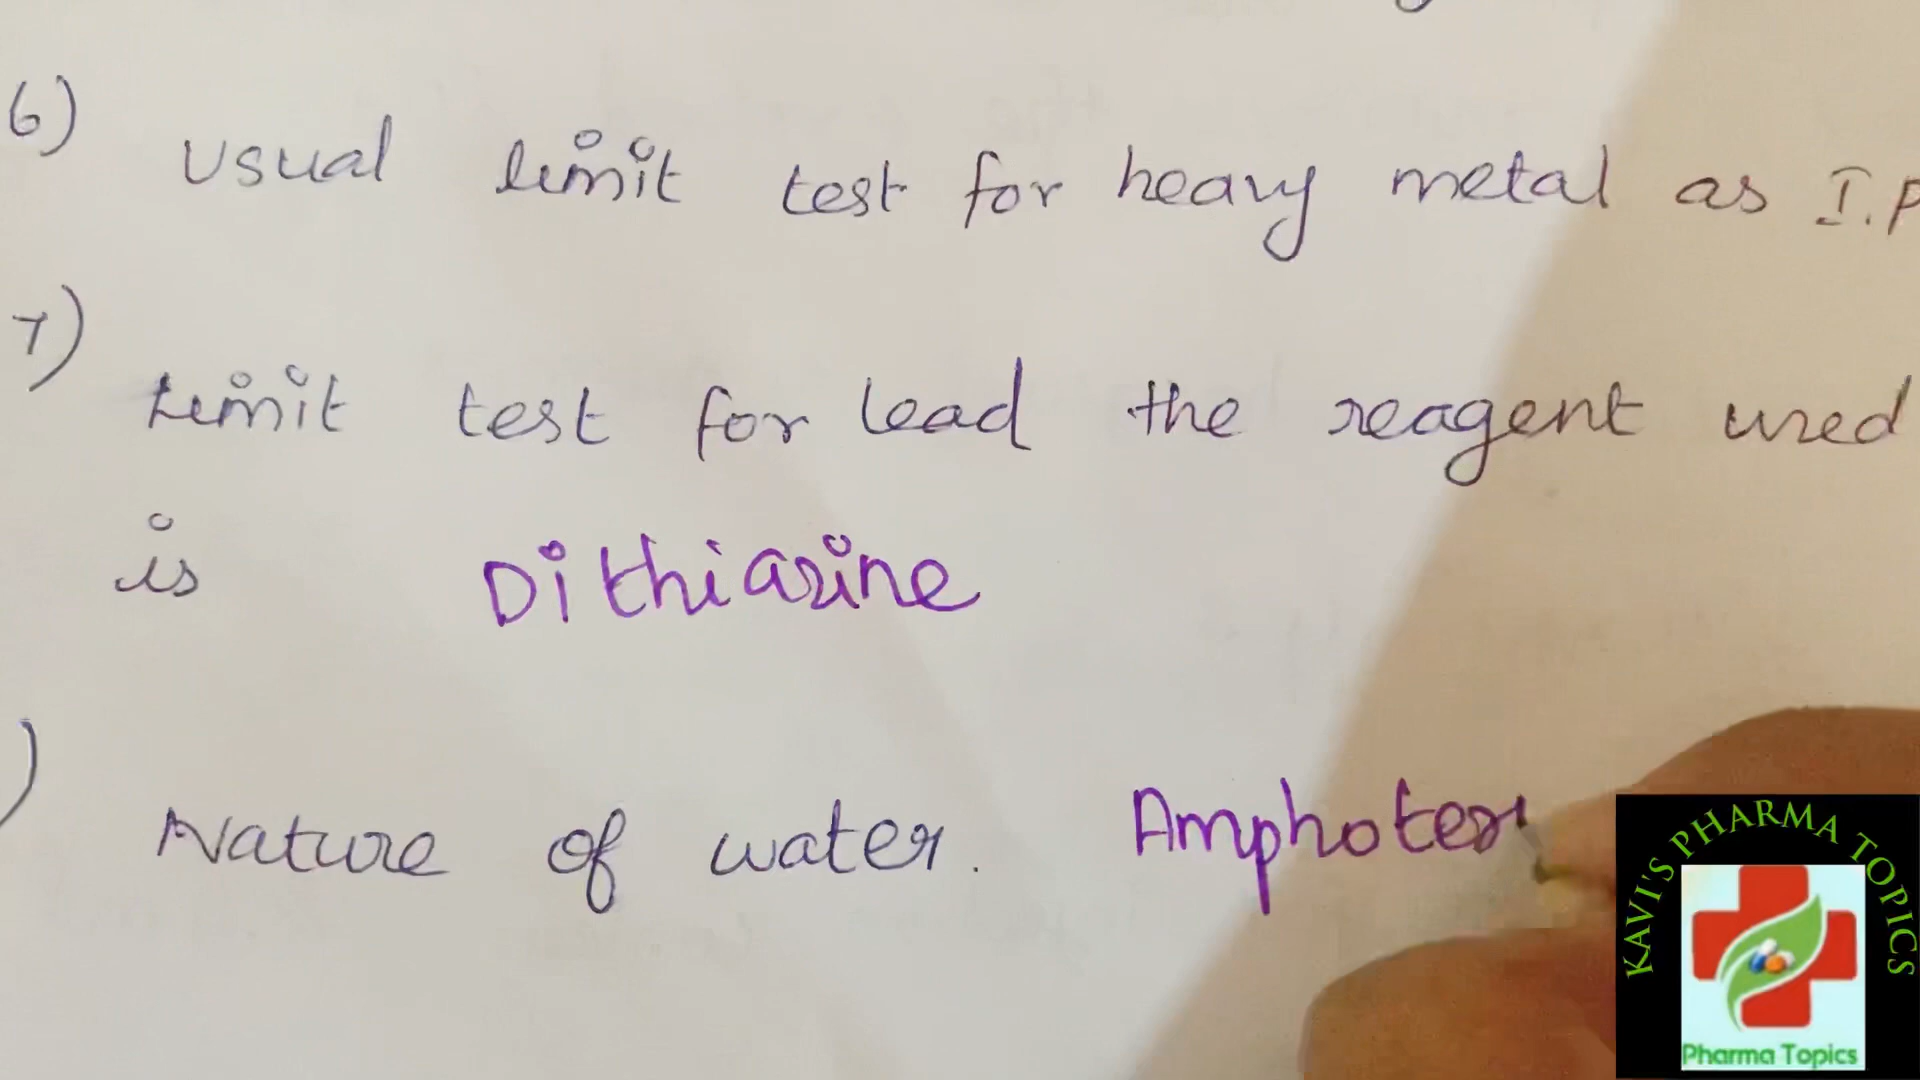 6) Usual limit test for heavy metal as I.P
7) Limit test for lead the reagent used
is Dithiazine
) Nature of water. Amphoter
KAVI'S PHARMA TOPICS
Pharma Topics